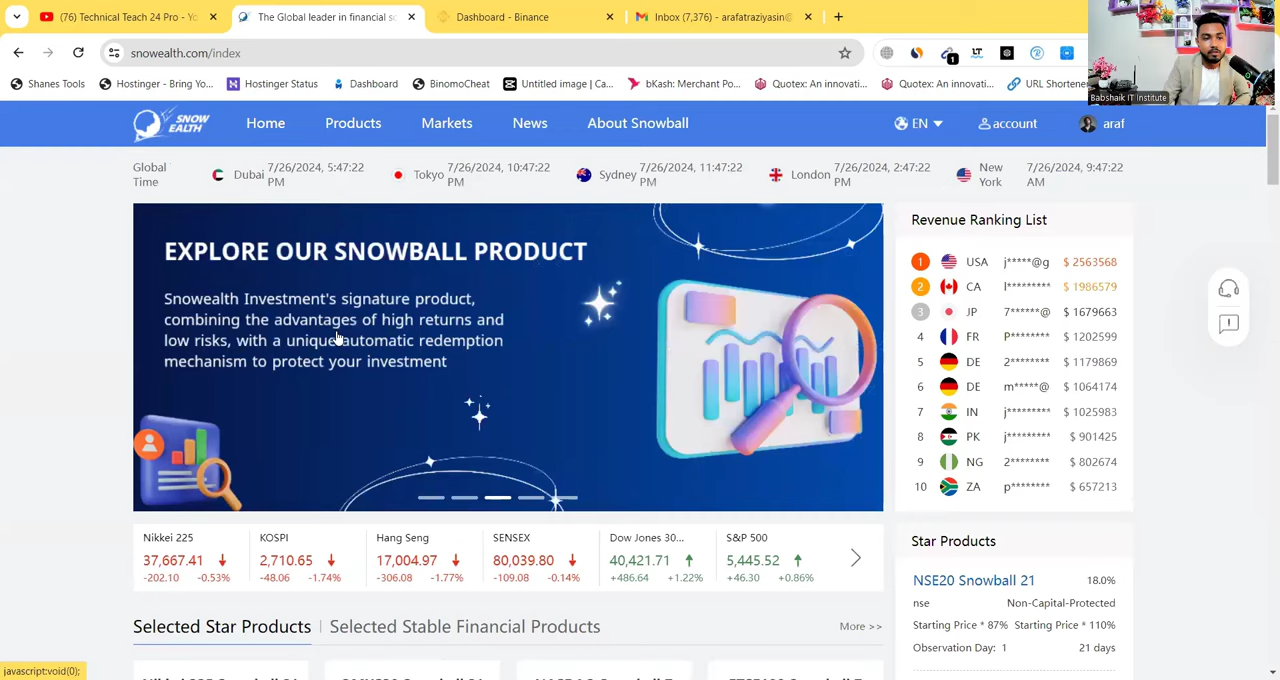 (76) Technical Teach 24 Pro - Yo
The Global leader in financial se
Dashboard - Binance
Inbox (7,376) - arafatraziyasin@
snowealth.com/index
1
LT
Shanes Tools
Hostinger - Bring Yo...
Hostinger Status
Dashboard
BinomoCheat
Untitled image | Ca...
bKash: Merchant Po...
Quotex: An innovati...
Quotex: An innovati...
URL Shortene
Babshaik IT Institute
SNOW
EALTH
Home
Products
Markets
News
About Snowball
EN
account
araf
Global
Time
Dubai
7/26/2024, 5:47:22
PM
Tokyo
7/26/2024, 10:47:22
PM
Sydney
7/26/2024, 11:47:22
PM
London
7/26/2024, 2:47:22
PM
New
York
7/26/2024, 9:47:22
AM
EXPLORE OUR SNOWBALL PRODUCT
Snowealth Investment's signature product,
combining the advantages of high returns and
low risks, with a unique automatic redemption
mechanism to protect your investment
Revenue Ranking List
1 USA j*****@g $ 2563568
2 CA l********* $ 1986579
3 JP 7******@ $ 1679663
4 FR P******** $ 1202599
5 DE 2******** $ 1179869
6 DE m*****@ $ 1064174
7 IN j********* $ 1025983
8 PK j********* $ 901425
9 NG 2******** $ 802674
10 ZA p******** $ 657213
Nikkei 225
37,667.41
-202.10 -0.53%
KOSPI
2,710.65
-48.06 -1.74%
Hang Seng
17,004.97
-306.08 -1.77%
SENSEX
80,039.80
-109.08 -0.14%
Dow Jones 30...
40,421.71
+486.64 +1.22%
S&P 500
5,445.52
+46.30 +0.86%
Star Products
NSE20 Snowball 21 18.0%
nse Non-Capital-Protected
Starting Price * 87% Starting Price * 110%
Observation Day: 1 21 days
Selected Star Products
Selected Stable Financial Products
More >>
javascript:void(0);